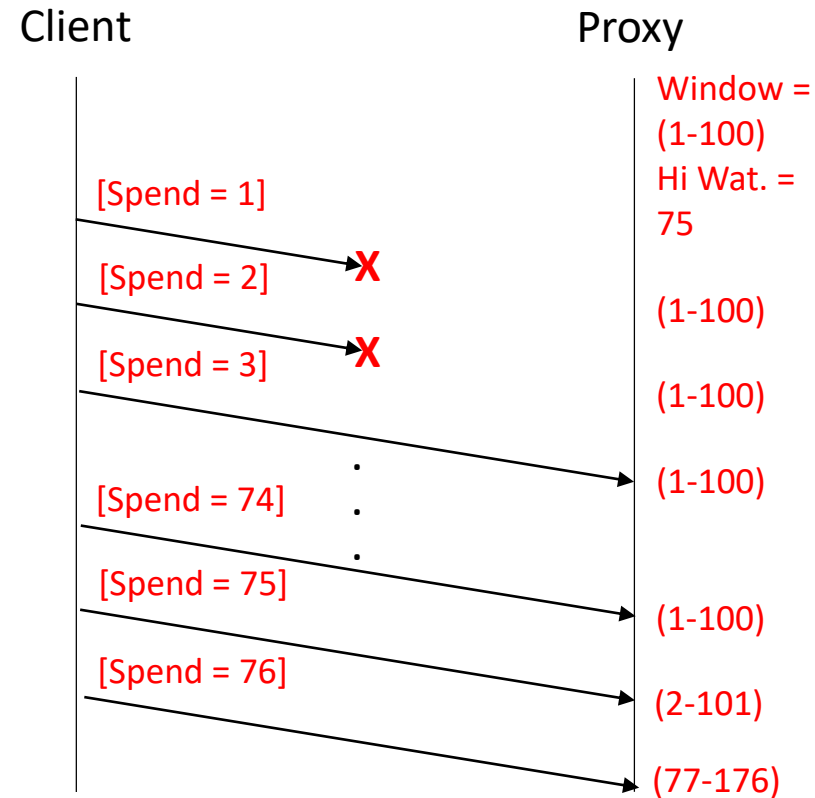 Client
Proxy
Window =
(1-100)
Hi Wat. =
75
[Spend = 1]
X
[Spend = 2]
(1-100)
X
[Spend = 3]
(1-100)
(1-100)
.
[Spend = 74]
.
.
[Spend = 75]
(1-100)
[Spend = 76]
(2-101)
(77-176)